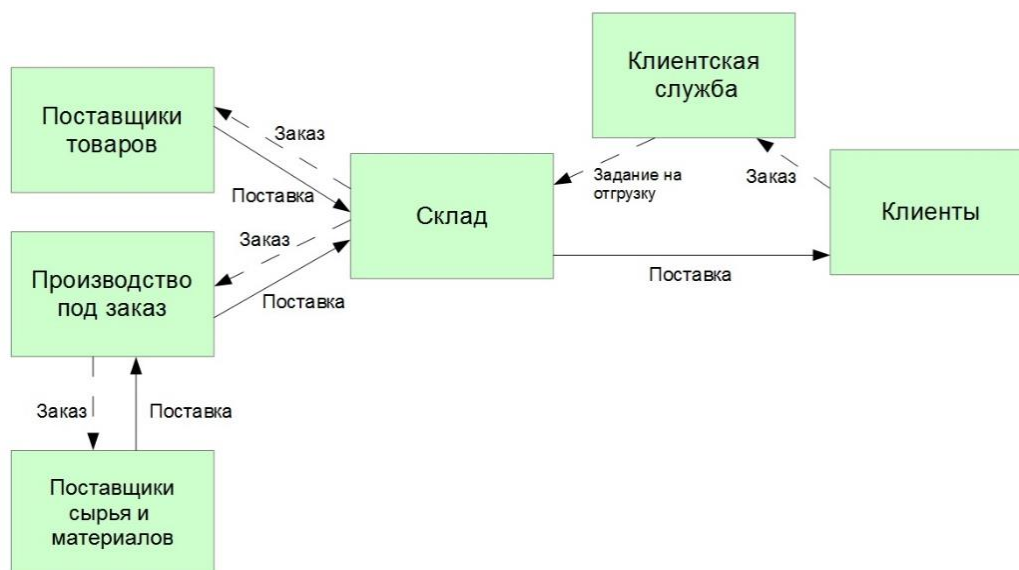 Клиентская
служба
Поставщики
товаров
Заказ
Поставка
Задание на
отгрузку
Заказ
Склад
Клиенты
Заказ
Поставка
Поставка
Производство
под заказ
Заказ
Поставка
Поставщики
сырья и
материалов